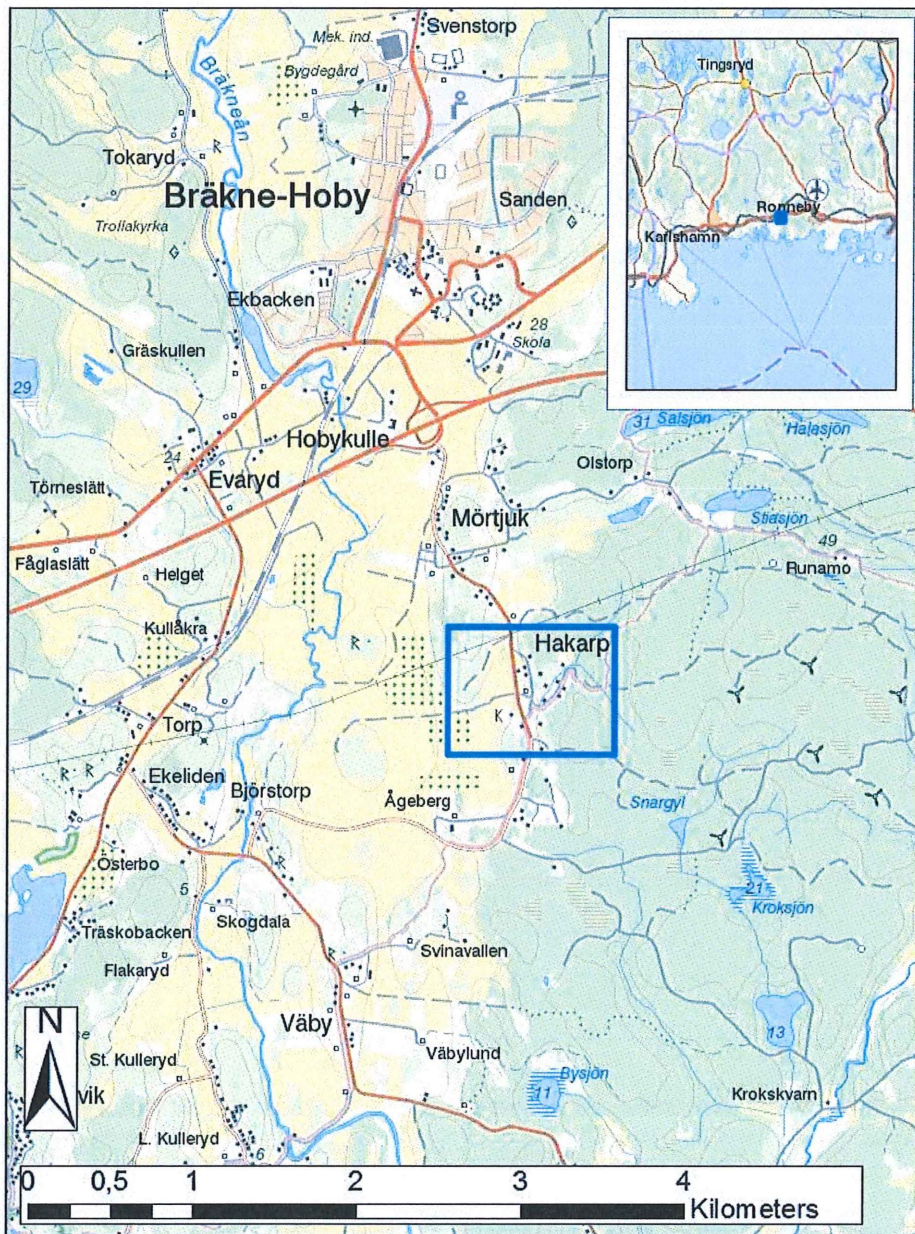 Svenstorp
Mek. ind.
Bygdegård
Bräkneån
Tokaryd
R
Bräkne-Hoby
Sanden
Trollakyrka
Ekbacken
28
Skola
Gräskullen
29
Hobykulle
24
Evaryd
Törneslätt
Fåglaslätt
Helget
Kullåkra
Mörtjuk
Olstorp
31 Salsjön
Halasjön
Stiasjön
49
Runamo
R
Hakarp
K
Torp
R
R
Ekeliden
Björstorp
Ågeberg
Snargyl
R
Österbo
5
Skogdala
21
Kroksjön
Träskobacken
Flakaryd
R
Svinavallen
Väby
Väbylund
13
St. Kulleryd
R
vik
Bysjön
11
Krokskvarn
L. Kulleryd
6
N
Tingsryd
Ronneby
Karlshamn
0 0,5 1 2 3 4
Kilometers